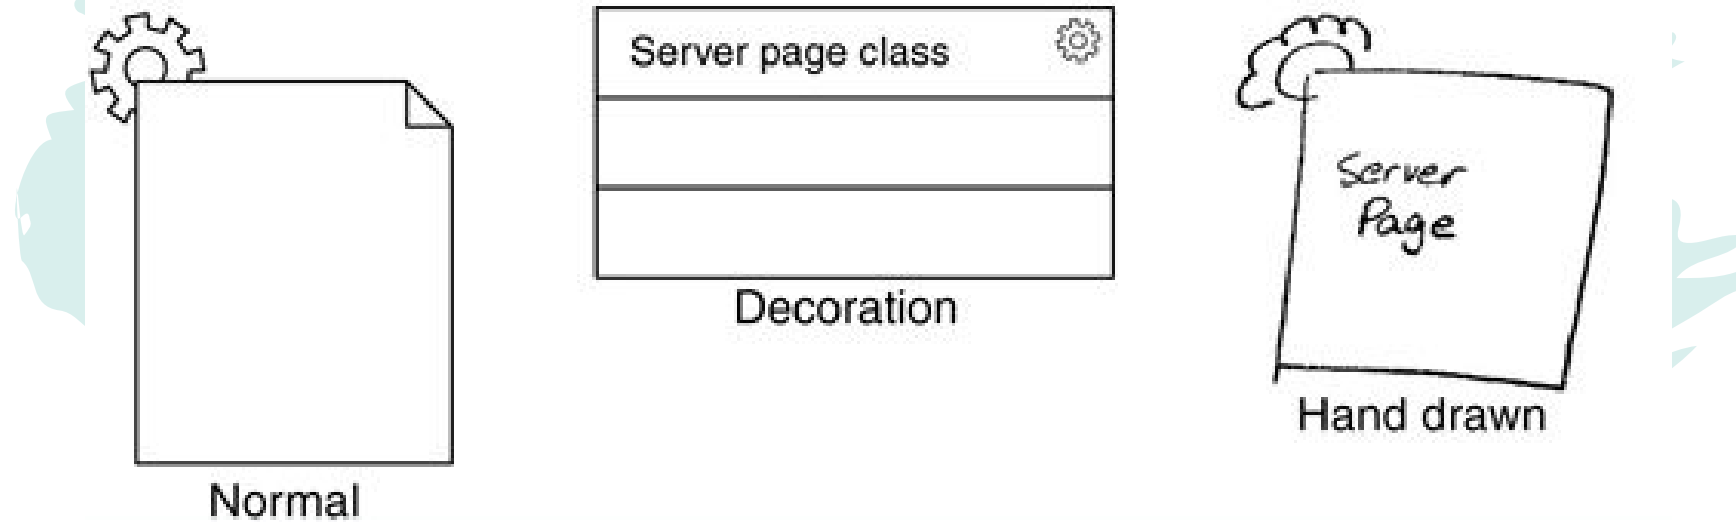 Server page class
Server
Page
Decoration
Hand drawn
Normal